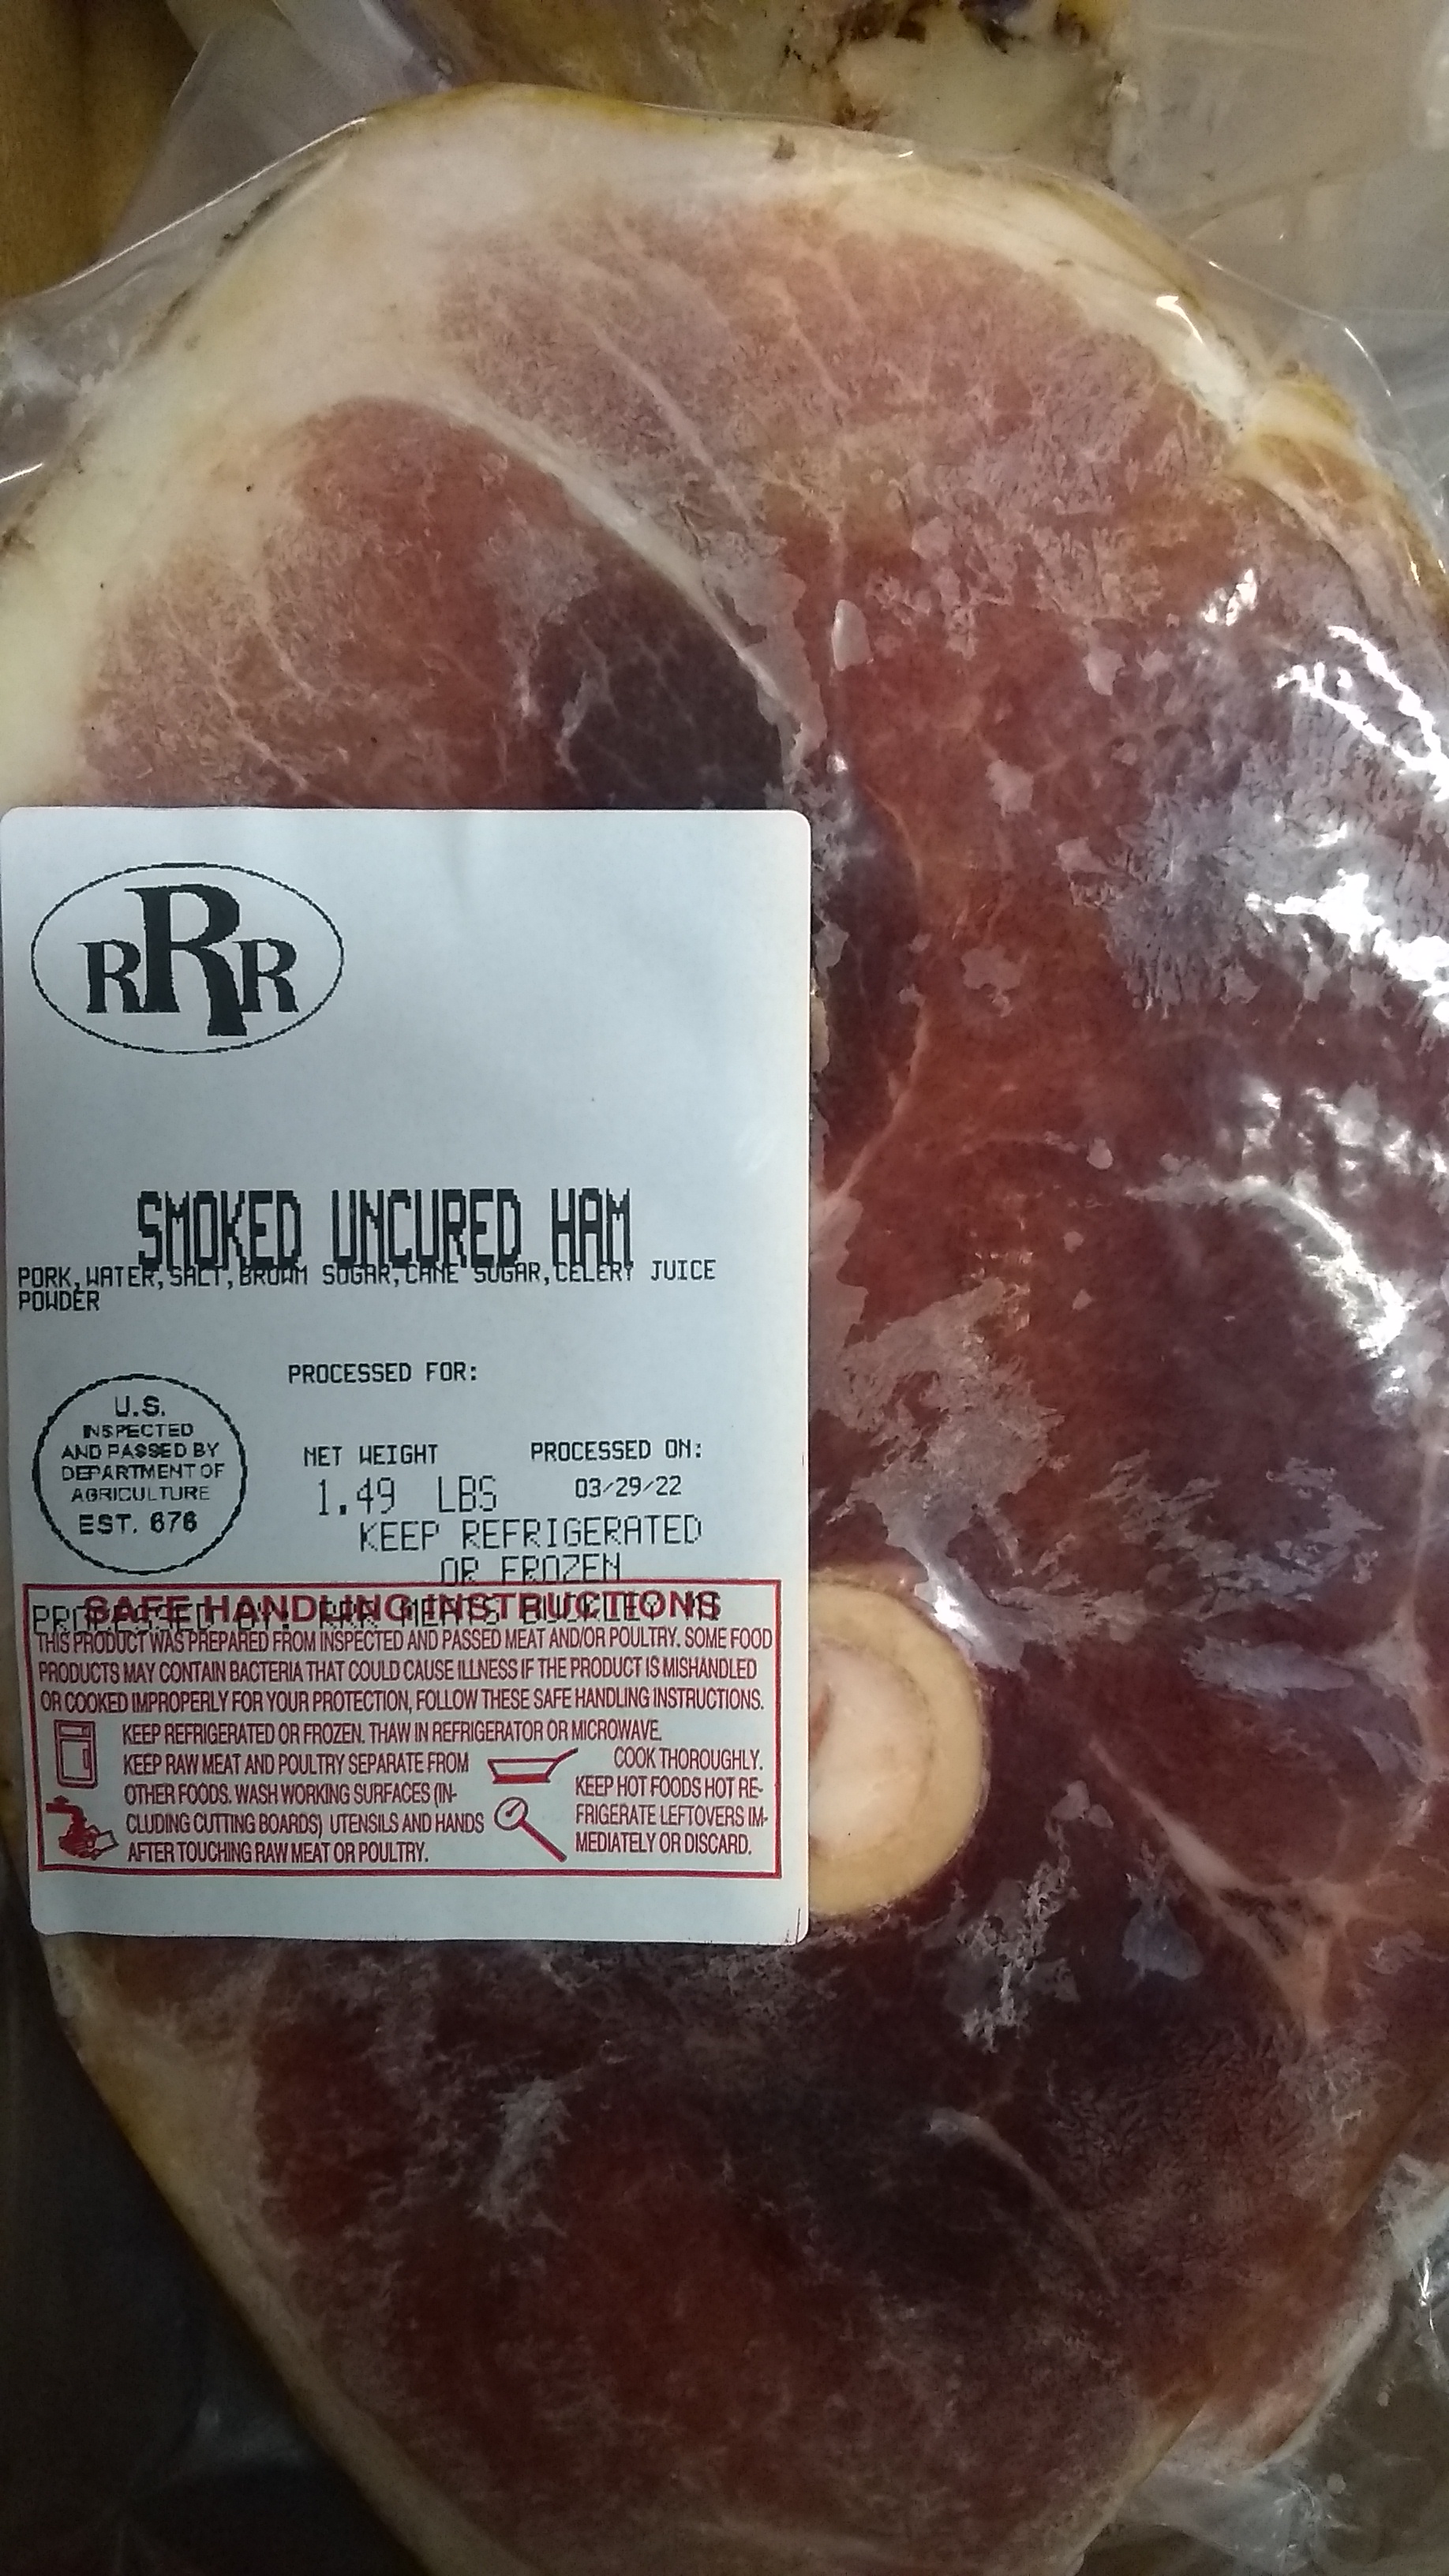 RRR
SMOKED UNCURED HAM
PORK, WATER, SALT, BROWN SUGAR, CANE SUGAR, CELERY JUICE
POWDER
PROCESSED FOR:
U.S.
INSPECTED
AND PASSED BY
DEPARTMENT OF
AGRICULTURE
EST. 676
NET WEIGHT
1.49 LBS
PROCESSED ON:
03/29/22
KEEP REFRIGERATED
OR FROZEN
SAFE HANDLING INSTRUCTIONS
PROCESSED BY: RRR MEATS BUCKLEY MI
THIS PRODUCT WAS PREPARED FROM INSPECTED AND PASSED MEAT AND/OR POULTRY. SOME FOOD
PRODUCTS MAY CONTAIN BACTERIA THAT COULD CAUSE ILLNESS IF THE PRODUCT IS MISHANDLED
OR COOKED IMPROPERLY FOR YOUR PROTECTION, FOLLOW THESE SAFE HANDLING INSTRUCTIONS.
KEEP REFRIGERATED OR FROZEN. THAW IN REFRIGERATOR OR MICROWAVE.
KEEP RAW MEAT AND POULTRY SEPARATE FROM
OTHER FOODS. WASH WORKING SURFACES (IN-
CLUDING CUTTING BOARDS) UTENSILS AND HANDS
AFTER TOUCHING RAW MEAT OR POULTRY.
COOK THOROUGHLY.
KEEP HOT FOODS HOT RE-
FRIGERATE LEFTOVERS IM-
MEDIATELY OR DISCARD.